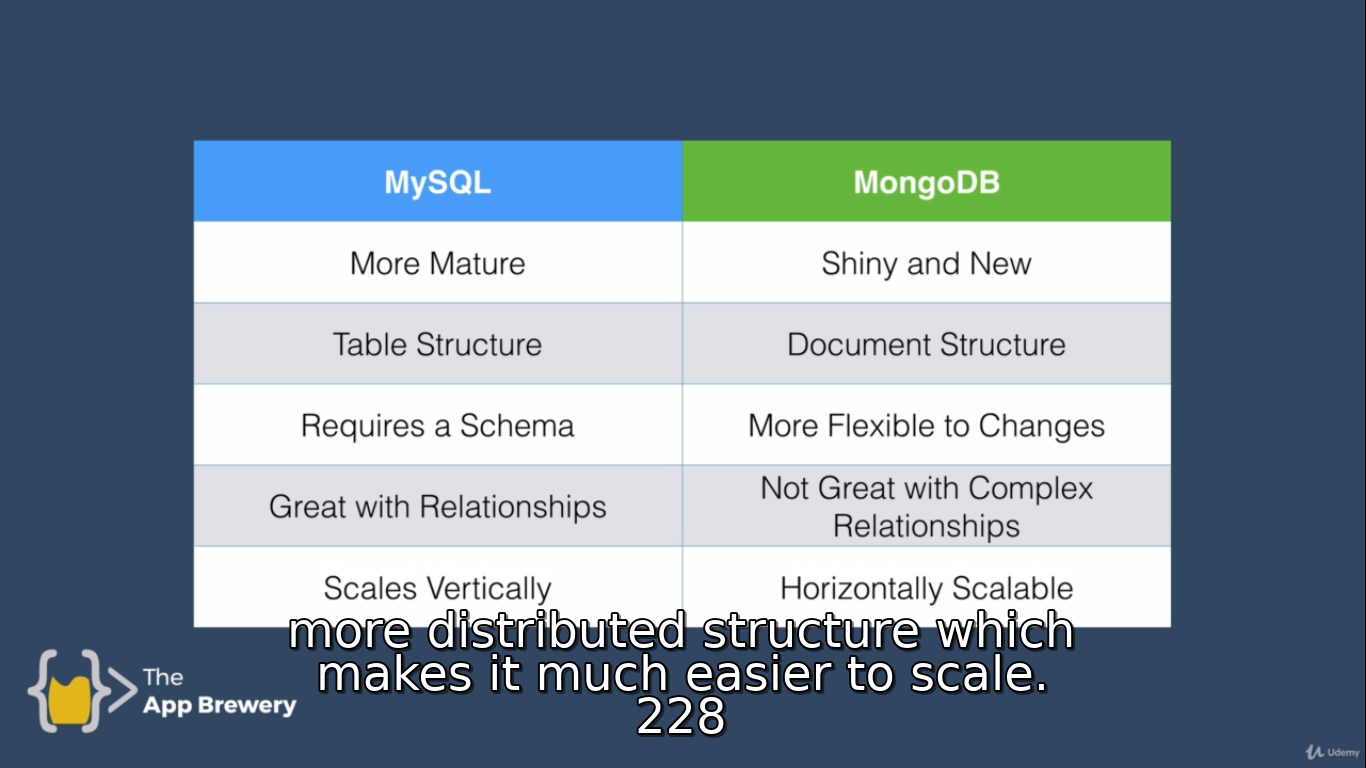 MySQL
MongoDB
More Mature
Shiny and New
Table Structure
Document Structure
Requires a Schema
More Flexible to Changes
Great with Relationships
Not Great with Complex
Relationships
Scales Vertically
Horizontally Scalable
more distributed structure which
makes it much easier to scale.
228
The
App Brewery
Udemy